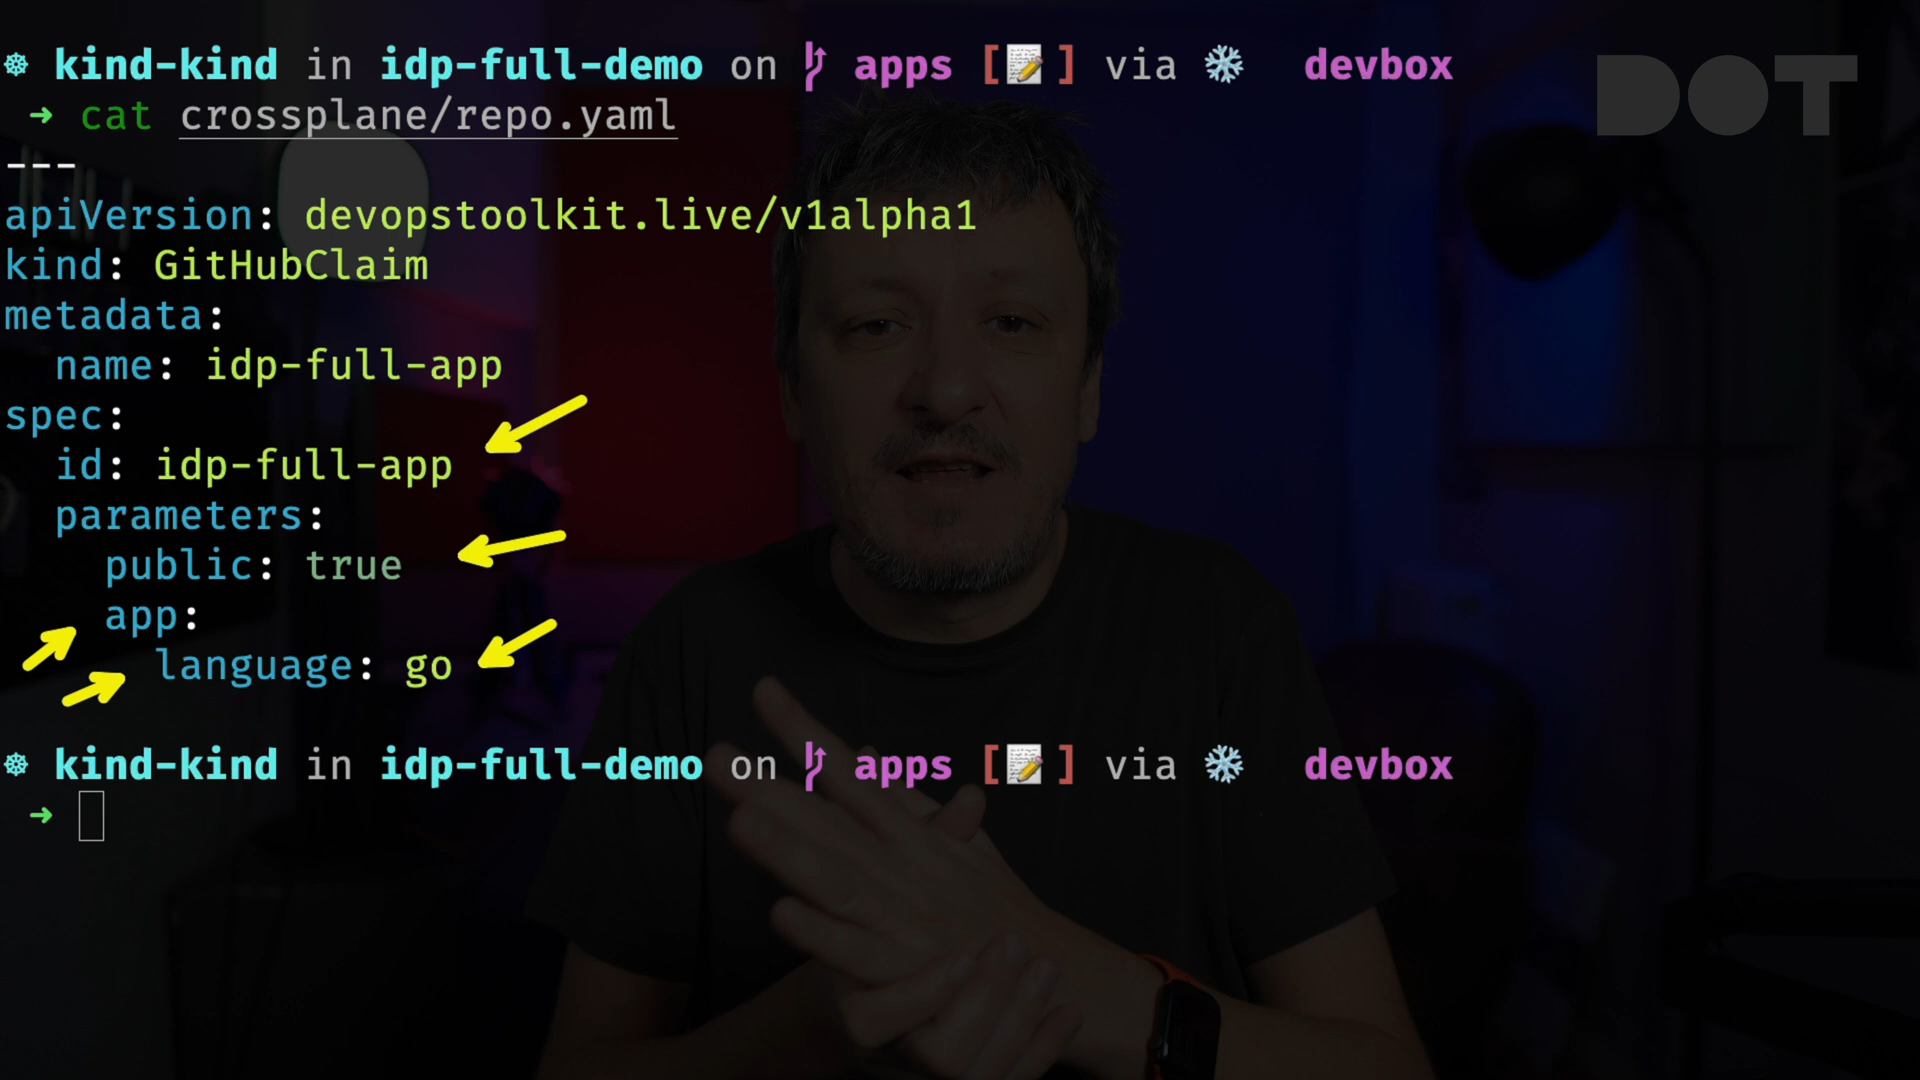 ☸ kind-kind in idp-full-demo on apps [📝] via ❄ devbox
DOT
➜ cat crossplane/repo.yaml
---
apiVersion: devopstoolkit.live/v1alpha1
kind: GitHubClaim
metadata:
  name: idp-full-app
spec:
  id: idp-full-app
  parameters:
    public: true
    app:
      language: go
☸ kind-kind in idp-full-demo on apps [📝] via ❄ devbox
➜